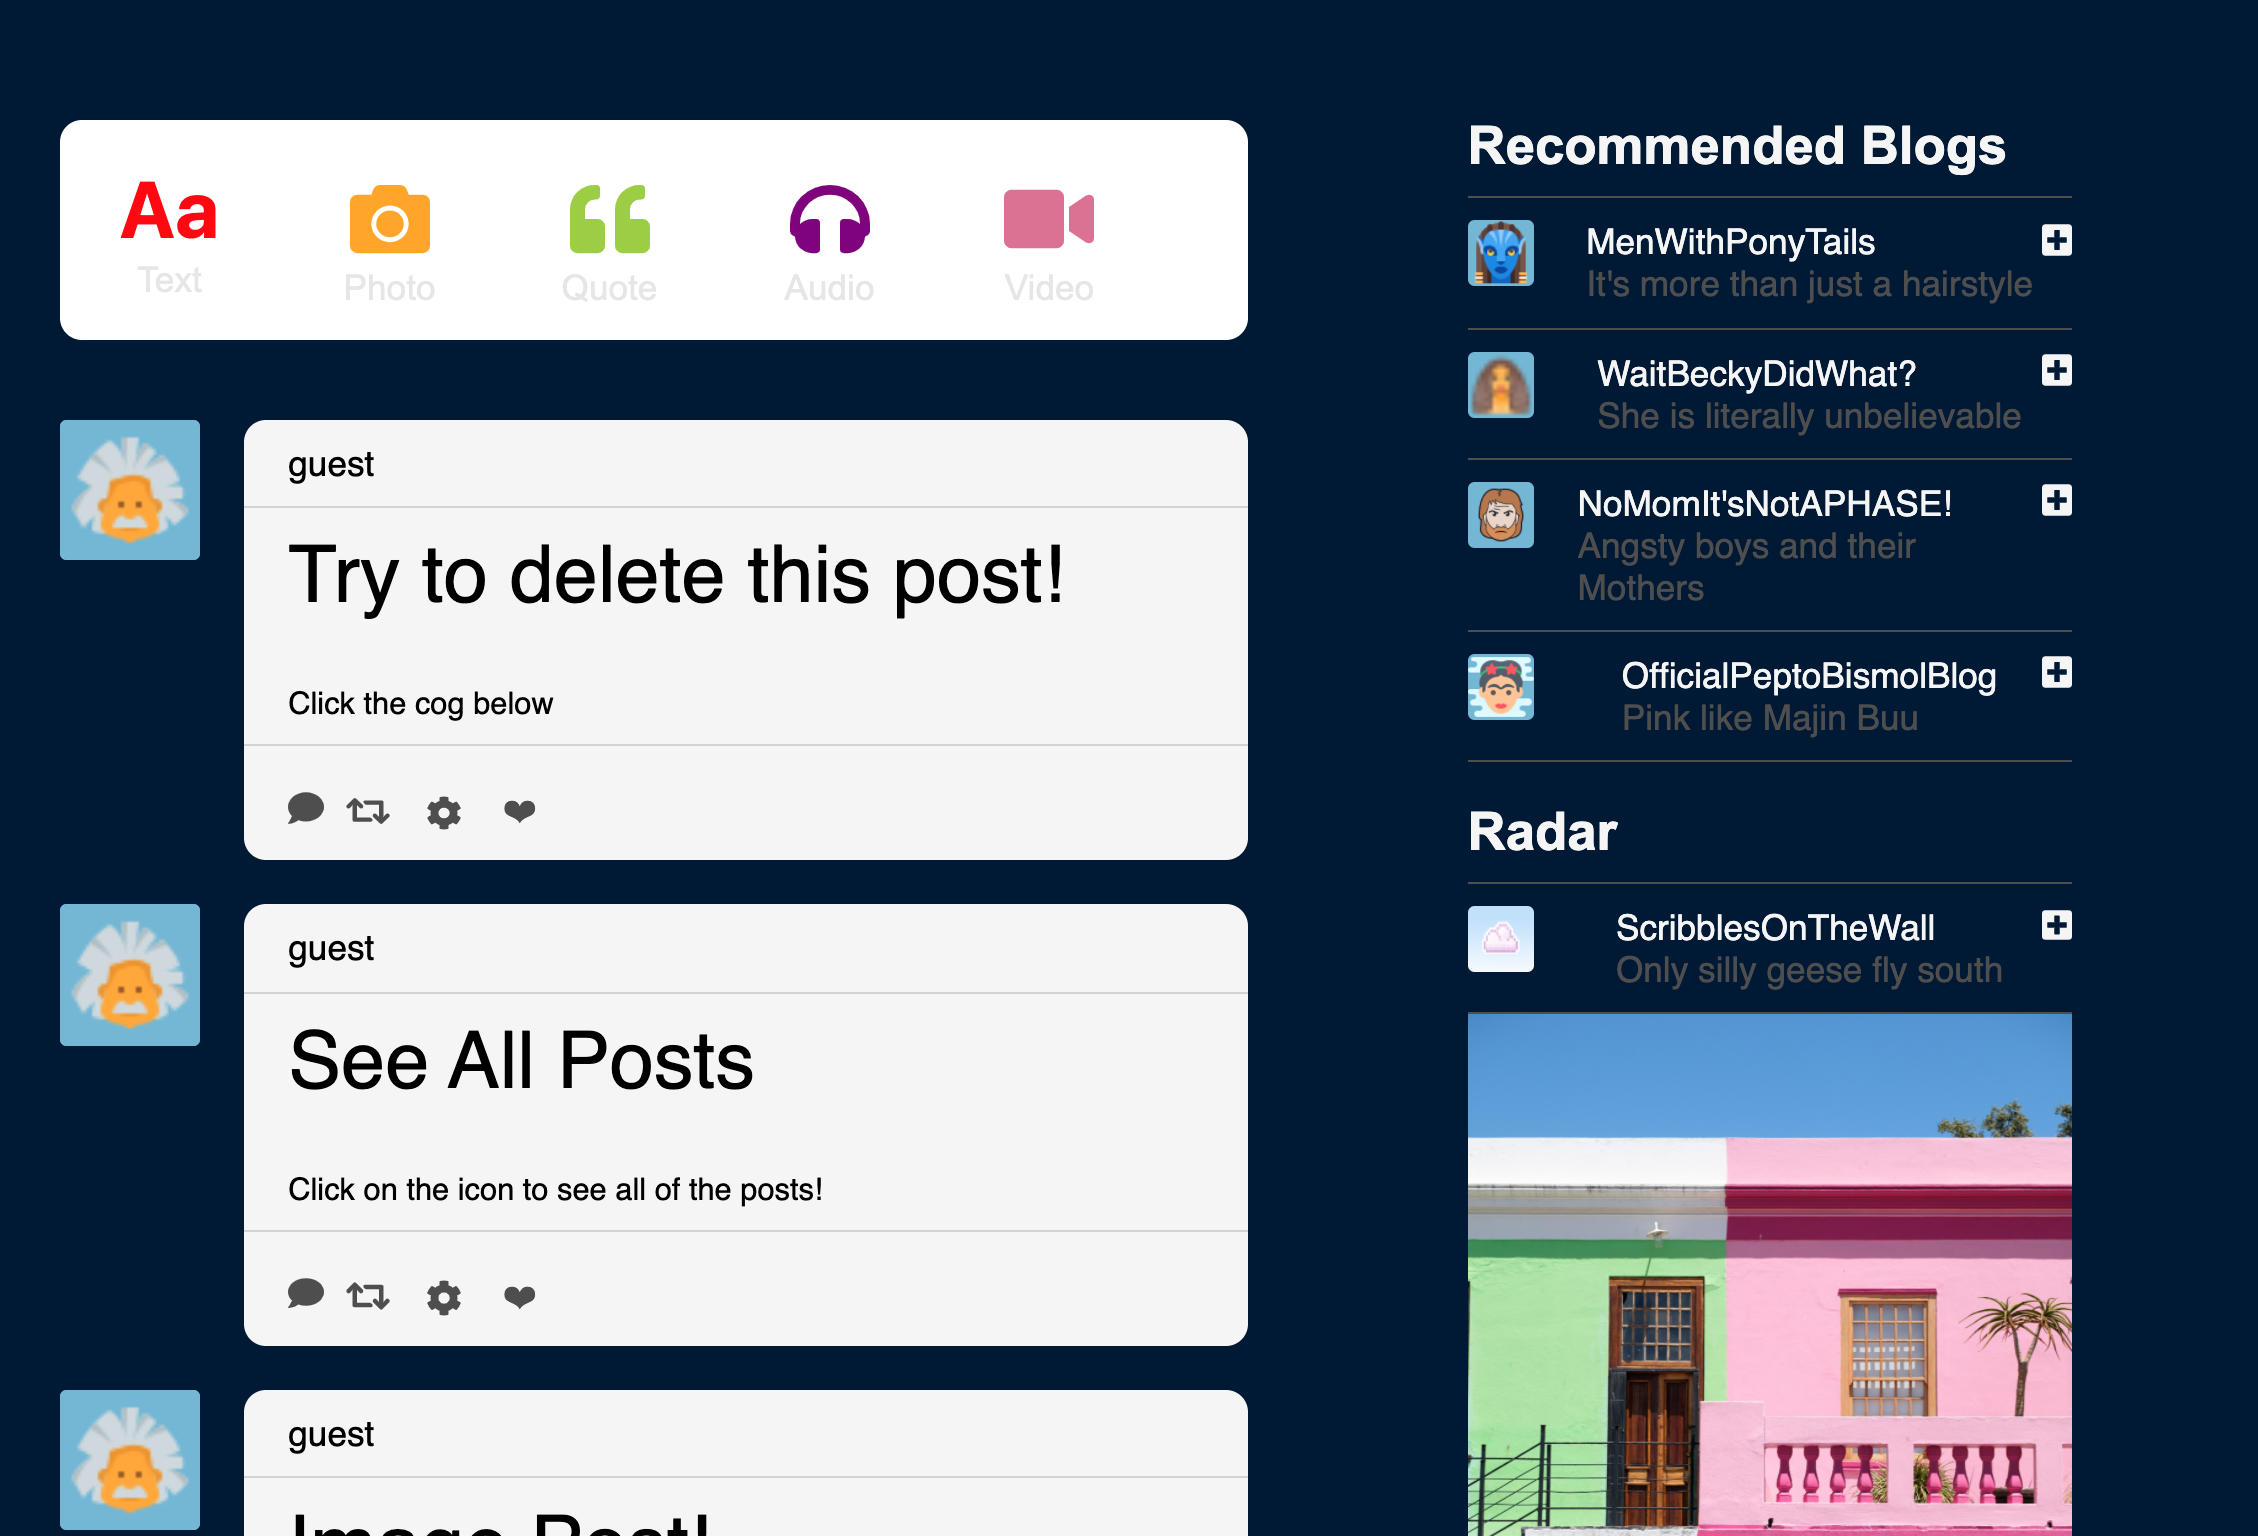 Aa
Text
Photo
Quote
Audio
Video
guest
Try to delete this post!
Click the cog below
guest
See All Posts
Click on the icon to see all of the posts!
guest
Image Post!
Recommended Blogs
MenWithPonyTails
It's more than just a hairstyle
WaitBeckyDidWhat?
She is literally unbelievable
NoMomIt'sNotAPHASE!
Angsty boys and their
Mothers
OfficialPeptoBismolBlog
Pink like Majin Buu
Radar
ScribblesOnTheWall
Only silly geese fly south